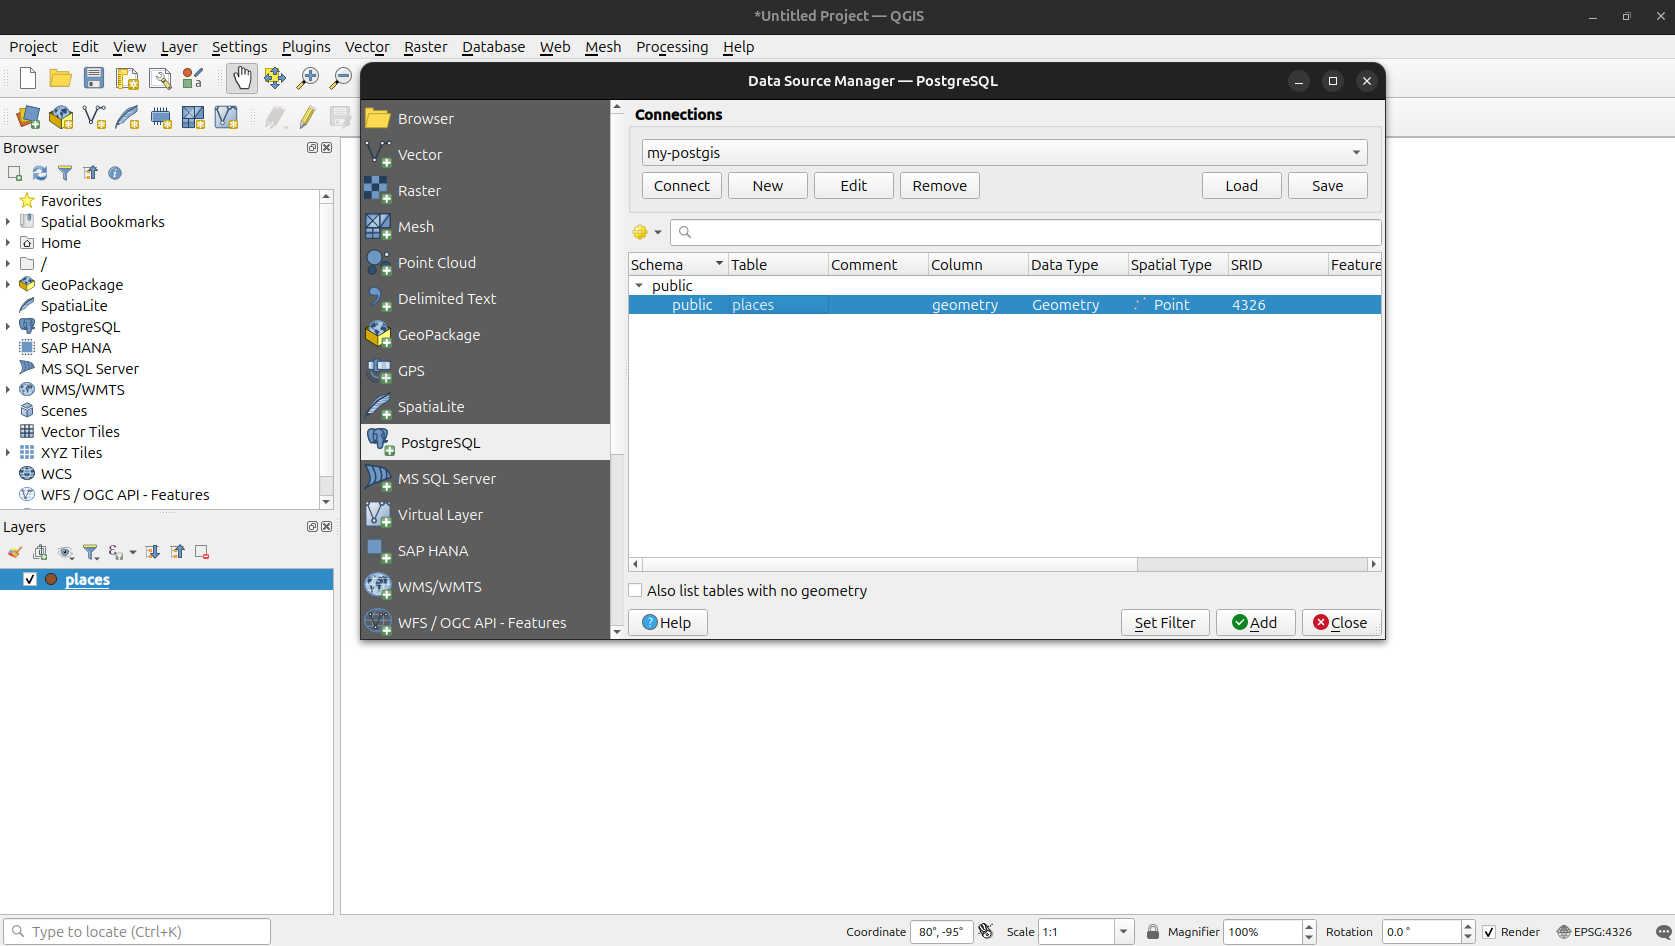 *Untitled Project — QGIS
Project Edit View Layer Settings Plugins Vector Raster Database Web Mesh Processing Help
Data Source Manager — PostgreSQL
Browser
Favorites
Spatial Bookmarks
Home
/
GeoPackage
SpatiaLite
PostgreSQL
SAP HANA
MS SQL Server
WMS/WMTS
Scenes
Vector Tiles
XYZ Tiles
WCS
WFS / OGC API - Features
Layers
places
Browser
Vector
Raster
Mesh
Point Cloud
Delimited Text
GeoPackage
GPS
SpatiaLite
PostgreSQL
MS SQL Server
Virtual Layer
SAP HANA
WMS/WMTS
WFS / OGC API - Features
Connections
my-postgis
Connect New Edit Remove Load Save
Schema Table Comment Column Data Type Spatial Type SRID Feature
public
public places geometry Geometry Point 4326
Also list tables with no geometry
Help Set Filter Add Close
Type to locate (Ctrl+K) Coordinate 80°, -95° Scale 1:1 Magnifier 100% Rotation 0.0 ° Render EPSG:4326